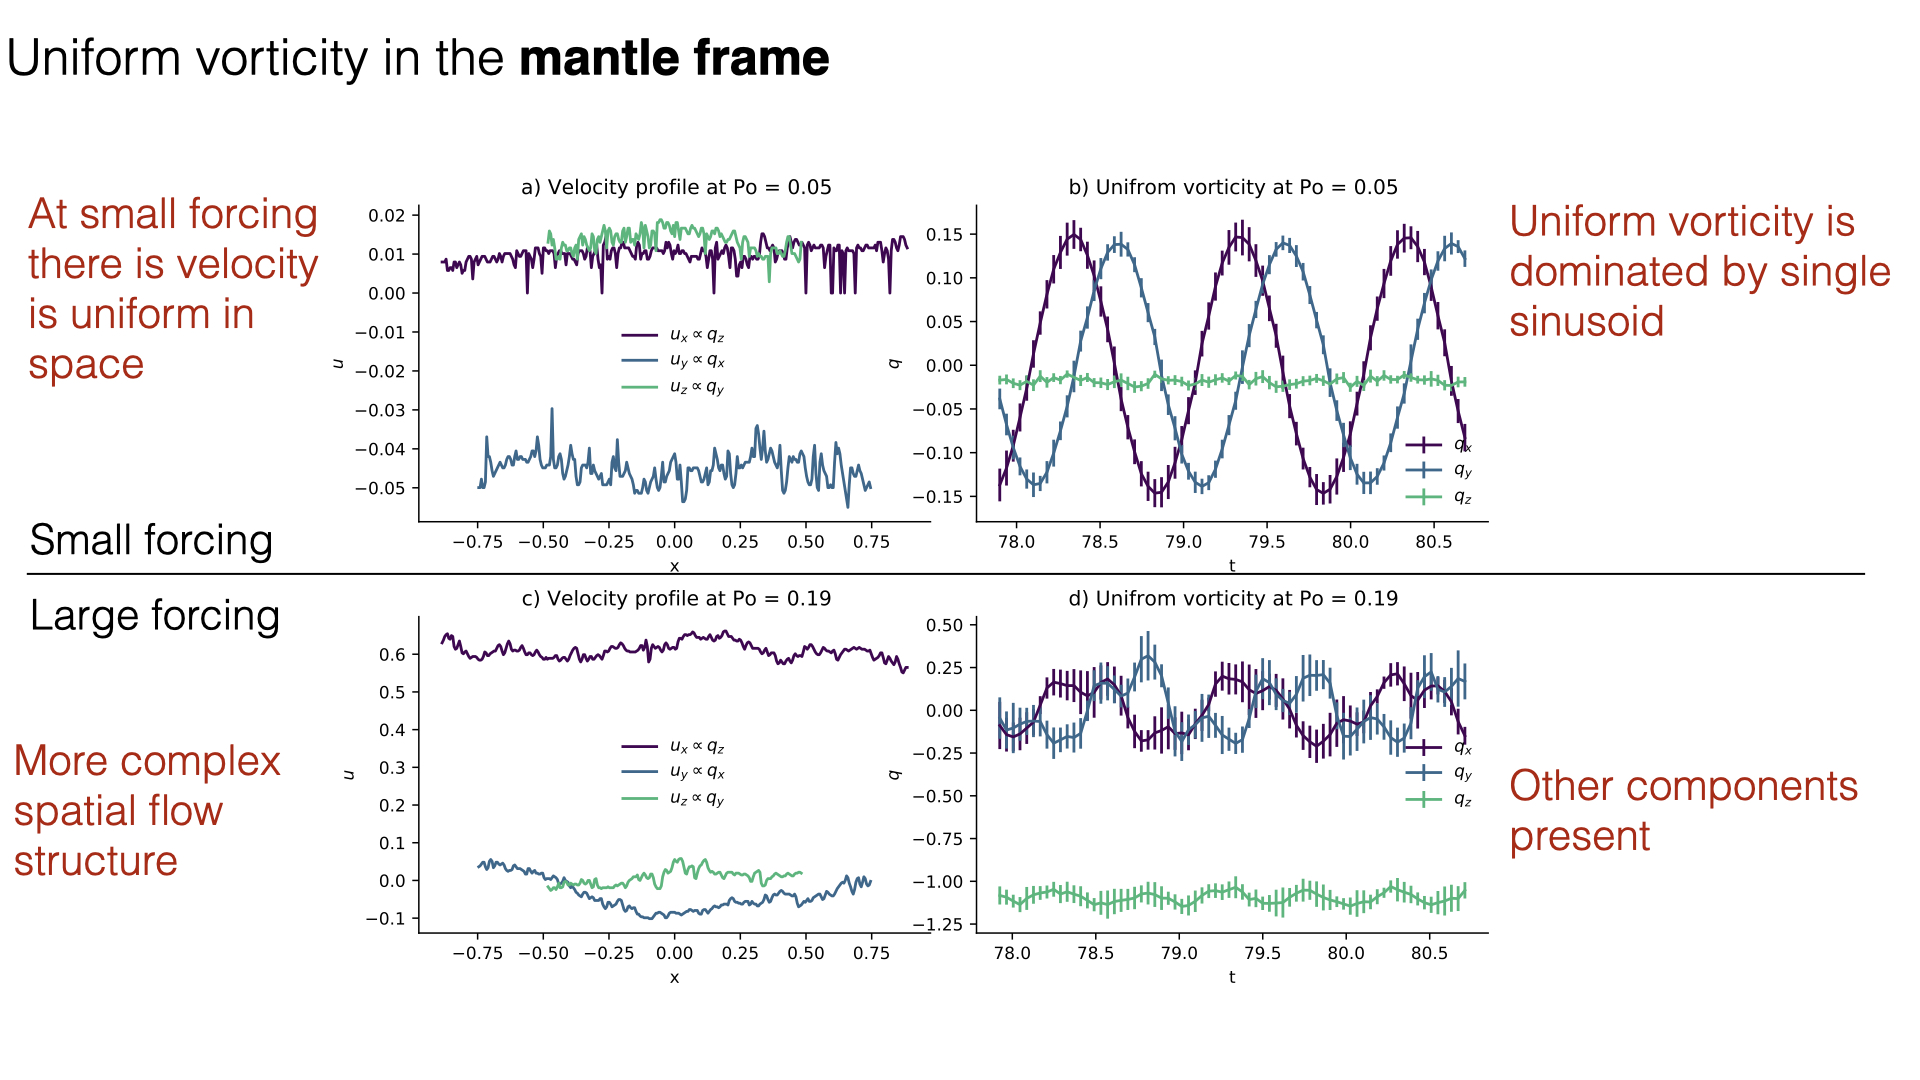 Uniform vorticity in the mantle frame
At small forcing
there is velocity
is uniform in
space
a) Velocity profile at Po = 0.05
0.02
0.01
0.00
−0.01
−0.02
−0.03
−0.04
−0.05
u
u_x ∝ q_z
u_y ∝ q_x
u_z ∝ q_y
−0.75 −0.50 −0.25 0.00 0.25 0.50 0.75
x
b) Unifrom vorticity at Po = 0.05
0.15
0.10
0.05
0.00
−0.05
−0.10
−0.15
q
q_x
q_y
q_z
78.0 78.5 79.0 79.5 80.0 80.5
t
Uniform vorticity is
dominated by single
sinusoid
Small forcing
Large forcing
More complex
spatial flow
structure
c) Velocity profile at Po = 0.19
0.6
0.5
0.4
0.3
0.2
0.1
0.0
−0.1
u
u_x ∝ q_z
u_y ∝ q_x
u_z ∝ q_y
−0.75 −0.50 −0.25 0.00 0.25 0.50 0.75
x
d) Unifrom vorticity at Po = 0.19
0.50
0.25
0.00
−0.25
−0.50
−0.75
−1.00
−1.25
q
q_x
q_y
q_z
78.0 78.5 79.0 79.5 80.0 80.5
t
Other components
present